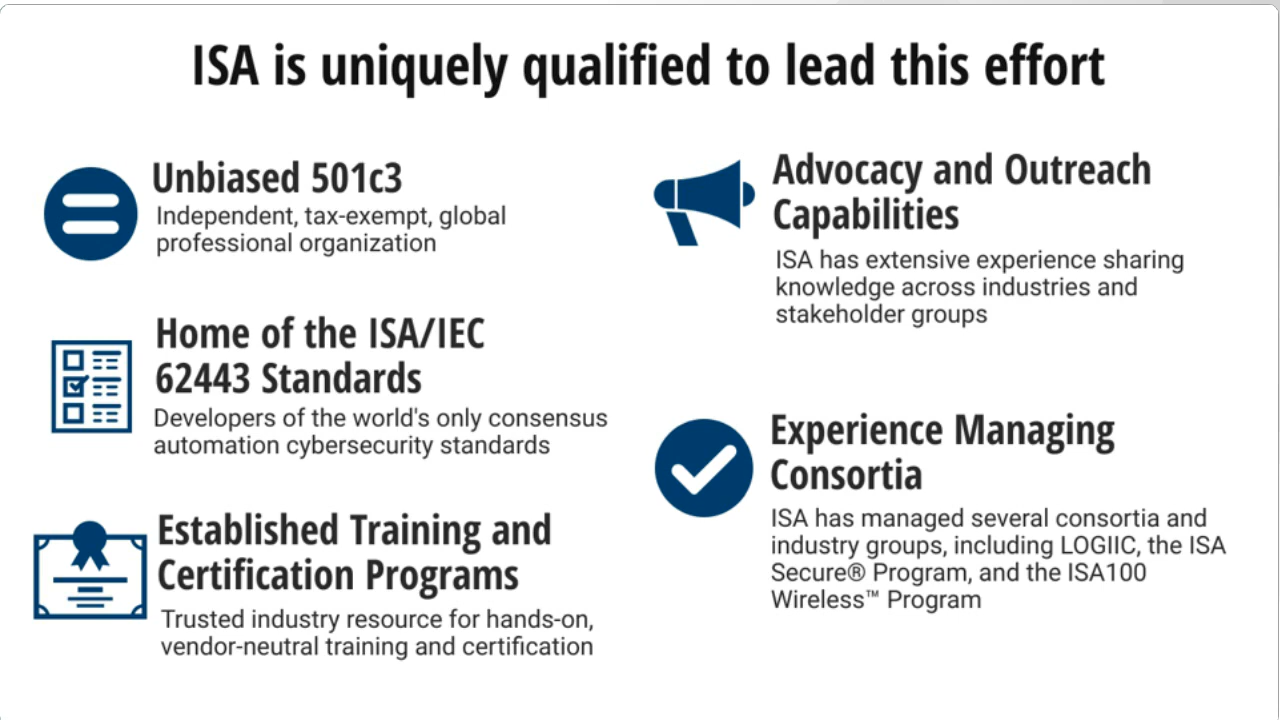 ISA is uniquely qualified to lead this effort
Unbiased 501c3
Independent, tax-exempt, global
professional organization
Home of the ISA/IEC
62443 Standards
Developers of the world's only consensus
automation cybersecurity standards
Established Training and
Certification Programs
Trusted industry resource for hands-on,
vendor-neutral training and certification
Advocacy and Outreach
Capabilities
ISA has extensive experience sharing
knowledge across industries and
stakeholder groups
Experience Managing
Consortia
ISA has managed several consortia and
industry groups, including LOGIIC, the ISA
Secure® Program, and the ISA100
Wireless™ Program